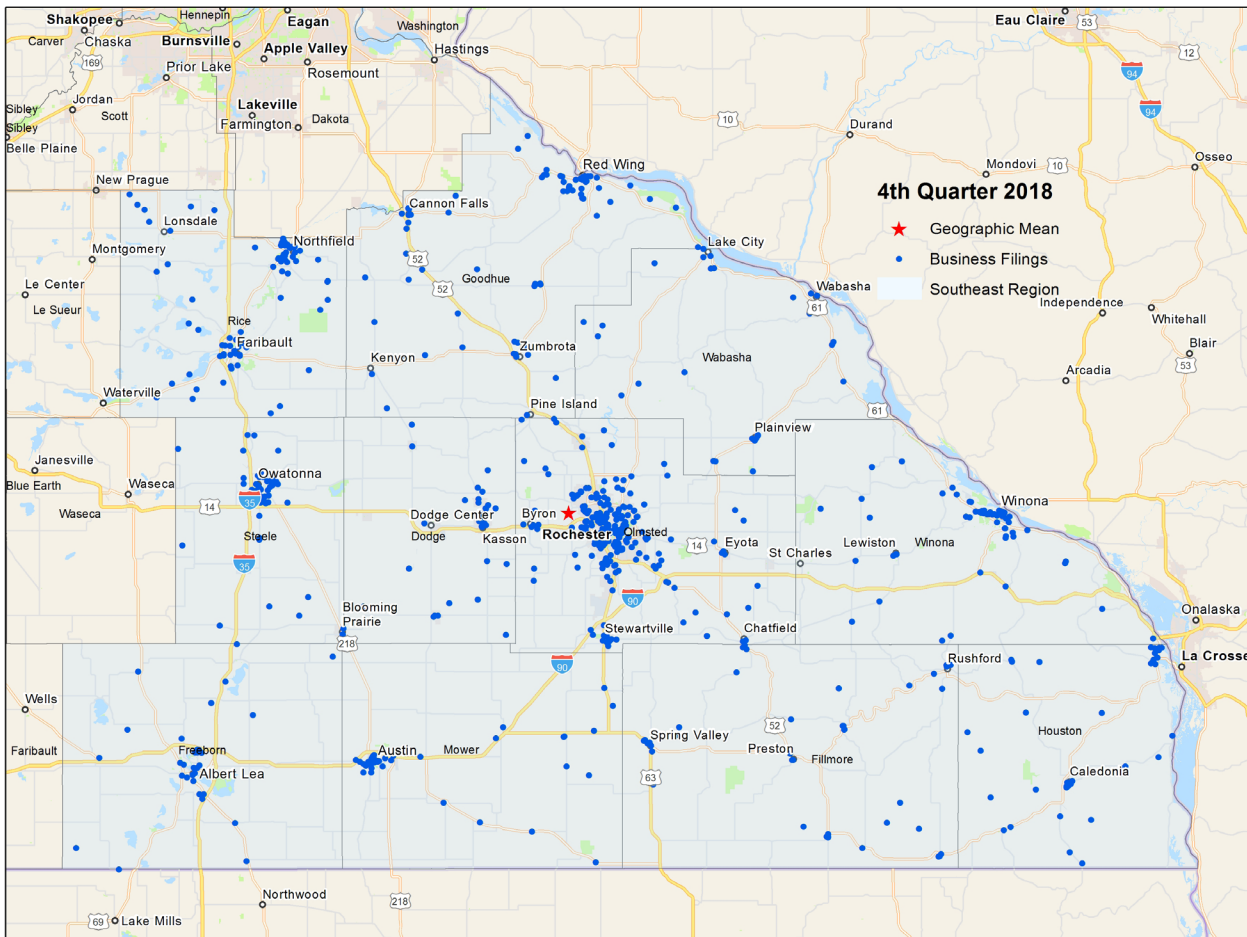 Shakopee
Hennepin
Eagan
Washington
Eau Claire
53
Carver
Chaska
Burnsville
Apple Valley
Hastings
12
169
Prior Lake
Rosemount
94
Jordan
Lakeville
94
Sibley
Scott
Farmington
Dakota
10
Sibley
Durand
Belle Plaine
Red Wing
Mondovi
10
Osseo
New Prague
4th Quarter 2018
Cannon Falls
Lonsdale
Geographic Mean
Northfield
Lake City
Montgomery
52
Business Filings
Goodhue
Le Center
52
Wabasha
Southeast Region
Le Sueur
61
Independence
Whitehall
Rice
Faribault
Zumbrota
Blair
Kenyon
Wabasha
53
Arcadia
Waterville
Pine Island
61
Plainview
Janesville
Owatonna
Blue Earth
Waseca
35
Winona
Waseca
14
Dodge Center
Byron
Steele
Dodge
Kasson
Rochester
Olmsted
14
Eyota
Lewiston
Winona
St Charles
35
90
Blooming
Prairie
Onalaska
218
Stewartville
Chatfield
90
Rushford
La Crosse
Wells
52
Houston
Faribault
Freeborn
Austin
Mower
Spring Valley
Preston
Fillmore
Albert Lea
63
Caledonia
Northwood
218
53
69
Lake Mills